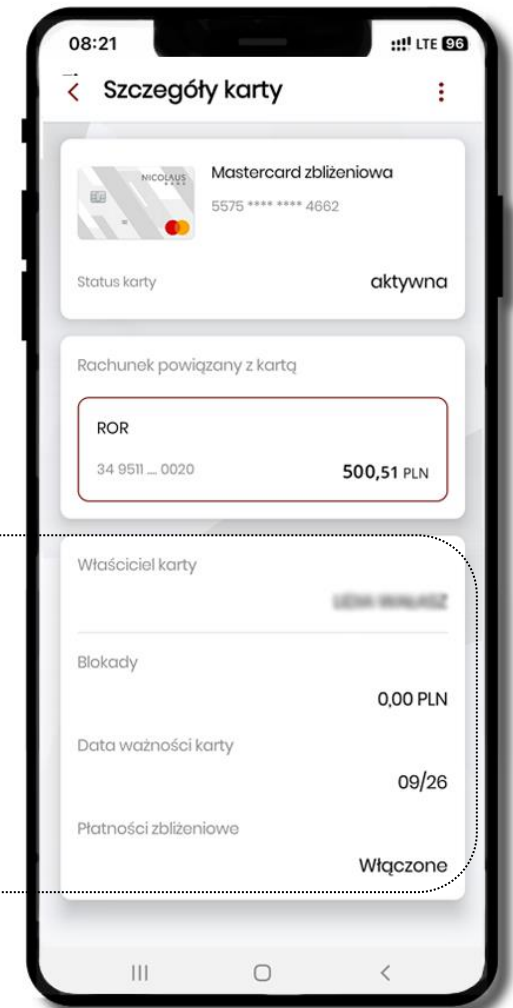 08:21 LTE 96
Szczegóły karty
NICOLAUS
BANK
Mastercard zbliżeniowa
5575 **** **** 4662
Status karty aktywna
Rachunek powiązany z kartą
ROR
34 9511 ... 0020 500,51 PLN
Właściciel karty
Blokady
0,00 PLN
Data ważności karty
09/26
Płatności zbliżeniowe
Włączone